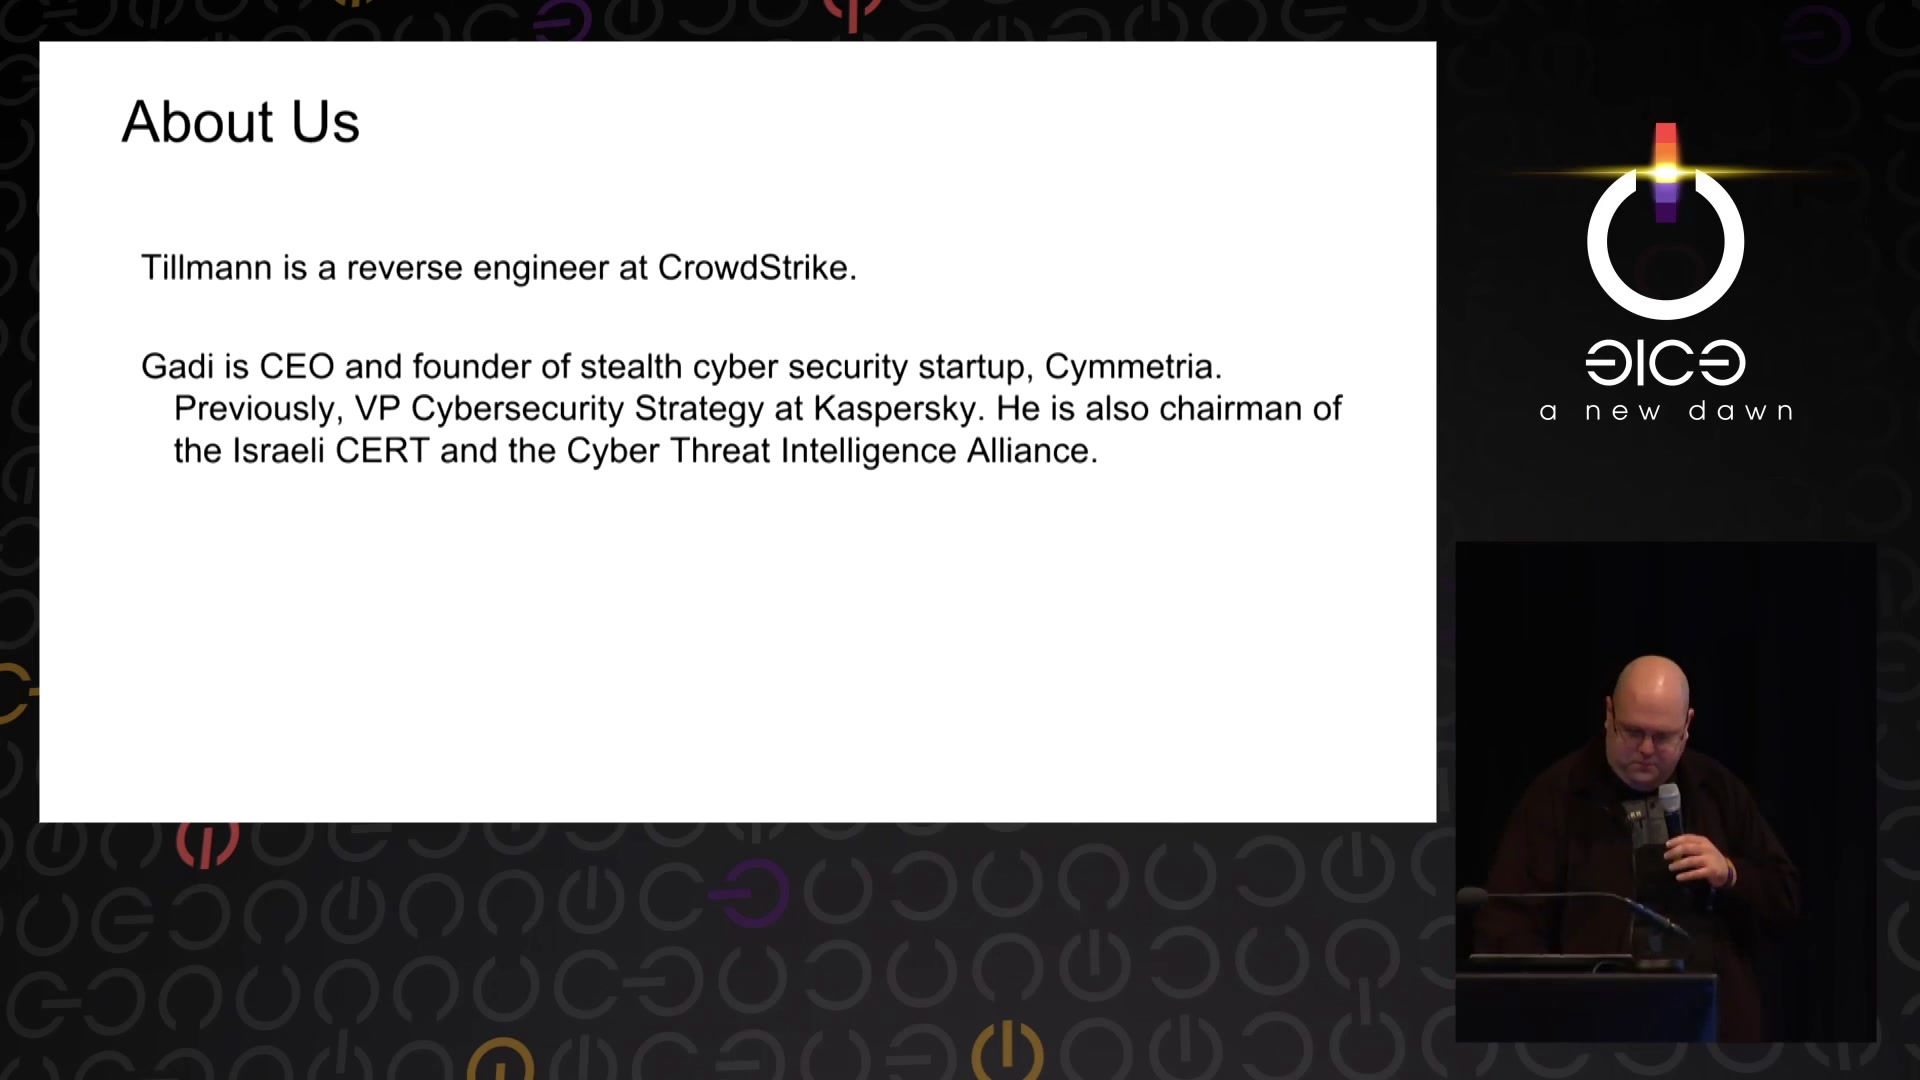 About Us
Tillmann is a reverse engineer at CrowdStrike.
Gadi is CEO and founder of stealth cyber security startup, Cymmetria.
Previously, VP Cybersecurity Strategy at Kaspersky. He is also chairman of
the Israeli CERT and the Cyber Threat Intelligence Alliance.
a new dawn